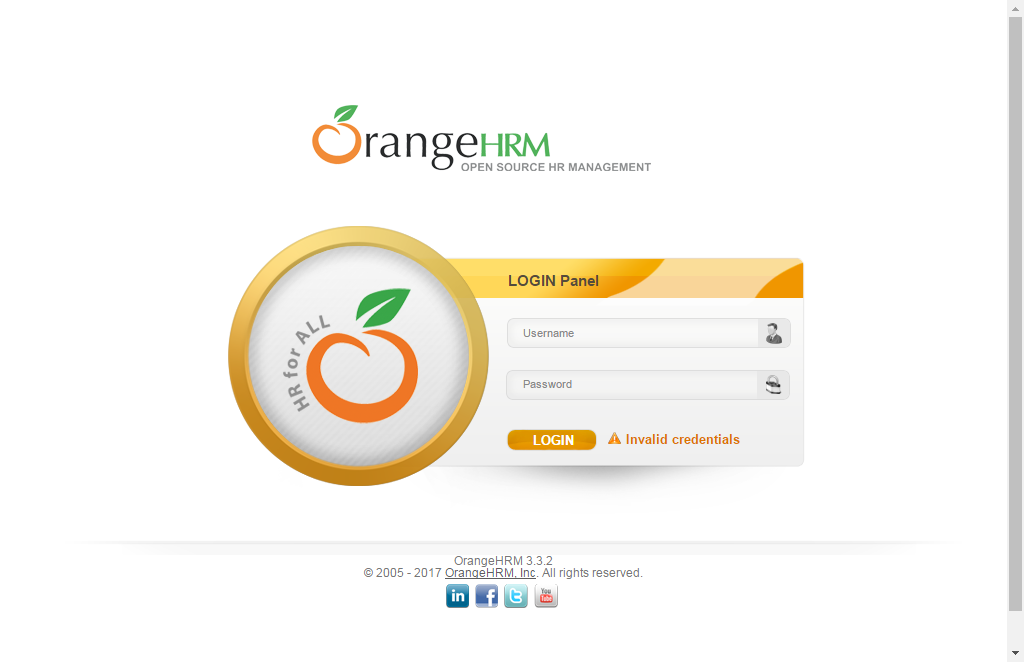 OrangeHRM
OPEN SOURCE HR MANAGEMENT
HR for ALL
LOGIN Panel
Username
Password
LOGIN
Invalid credentials
OrangeHRM 3.3.2
© 2005 - 2017 OrangeHRM, Inc. All rights reserved.
in f t You Tube